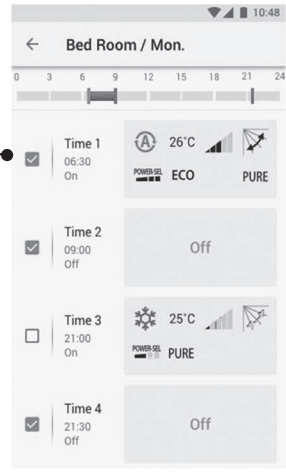 10:48
Bed Room / Mon.
0 3 6 9 12 15 18 21 24
Time 1
06:30
On
A 26°C
POWER-SEL ECO PURE
Time 2
09:00
Off
Off
Time 3
21:00
On
25°C
POWER-SEL PURE
Time 4
21:30
Off
Off